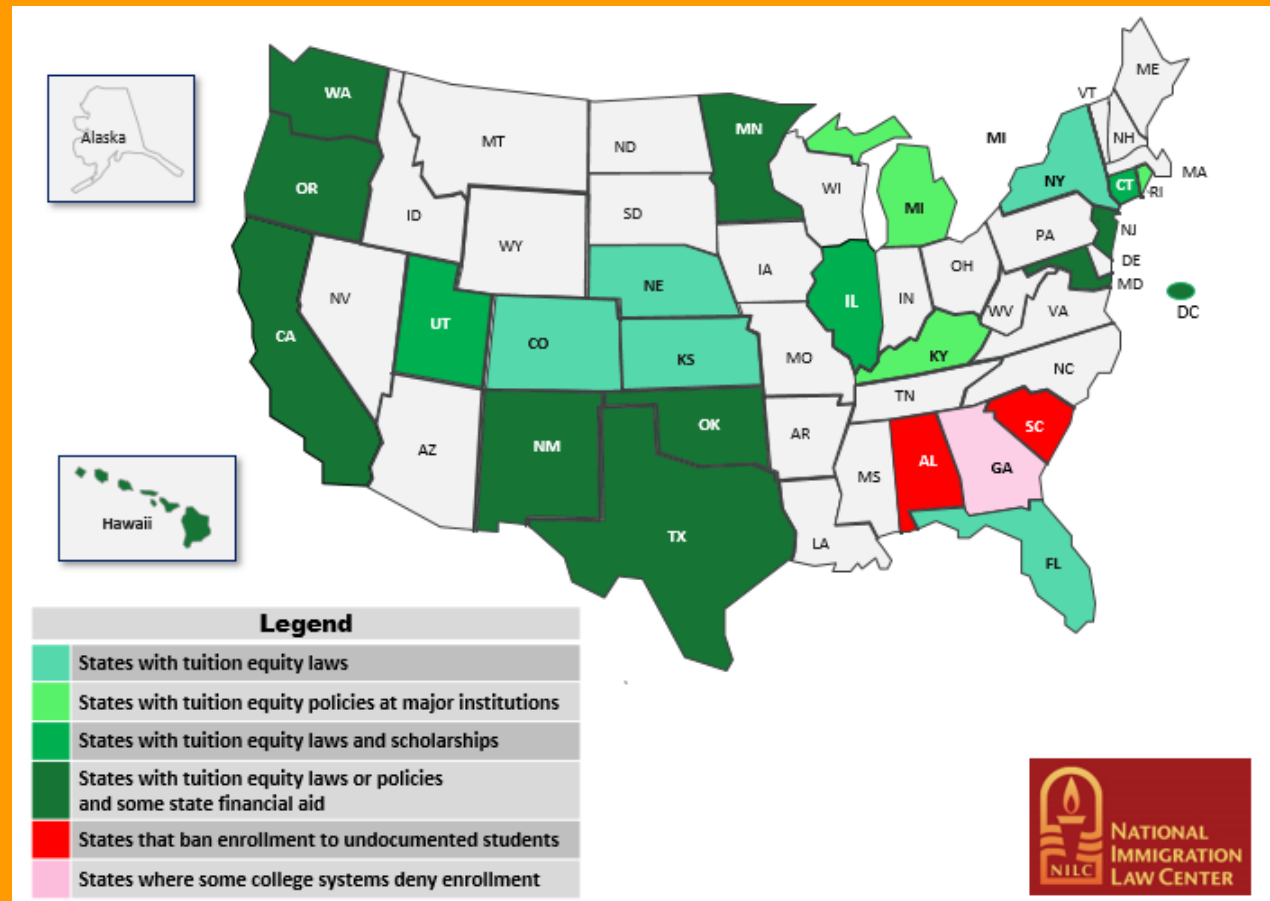 ME
VT
WA
MN
MI
NH
Alaska
MT
ND
MA
OR
WI
NY
CT
RI
ID
SD
MI
PA
NJ
WY
IA
OH
DE
NE
MD
NV
UT
IL
IN
WV
VA
DC
CA
CO
KS
MO
KY
NC
TN
OK
SC
NM
AR
AL
GA
AZ
MS
Hawaii
TX
LA
FL
Legend
States with tuition equity laws
States with tuition equity policies at major institutions
States with tuition equity laws and scholarships
States with tuition equity laws or policies
and some state financial aid
States that ban enrollment to undocumented students
States where some college systems deny enrollment
NILC
NATIONAL
IMMIGRATION
LAW CENTER